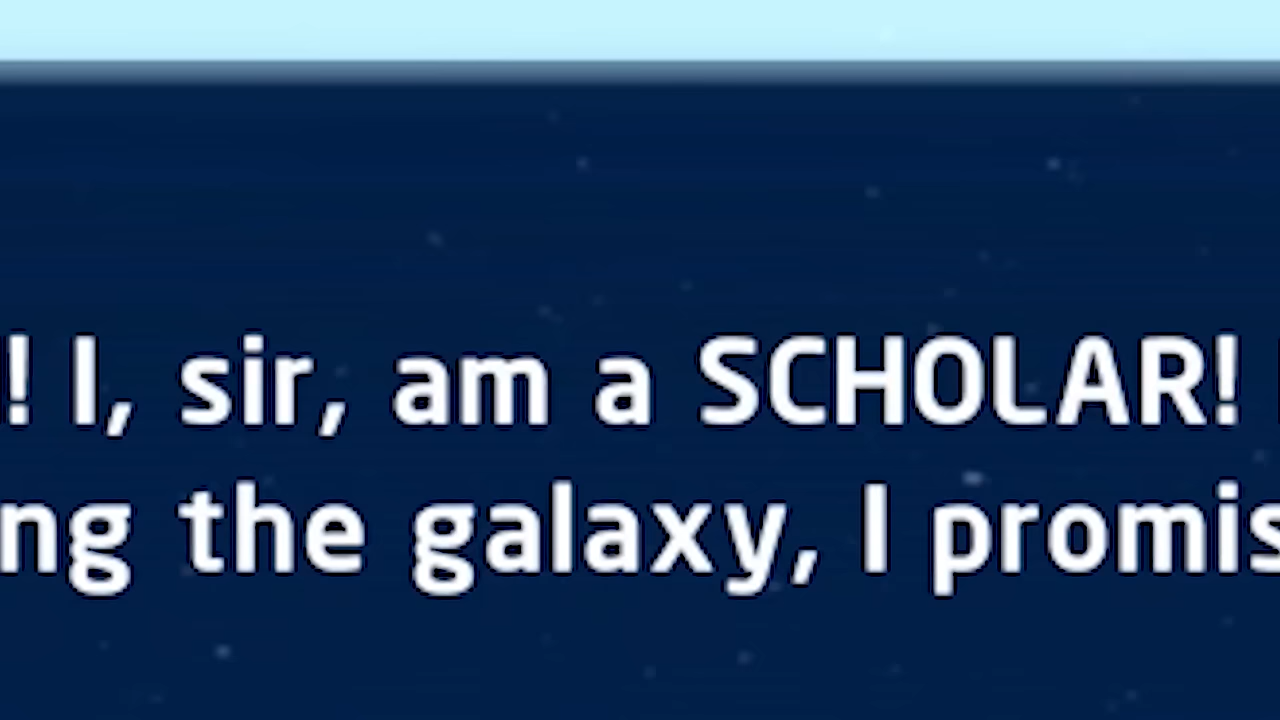 ! I, sir, am a SCHOLAR!
ng the galaxy, I promis